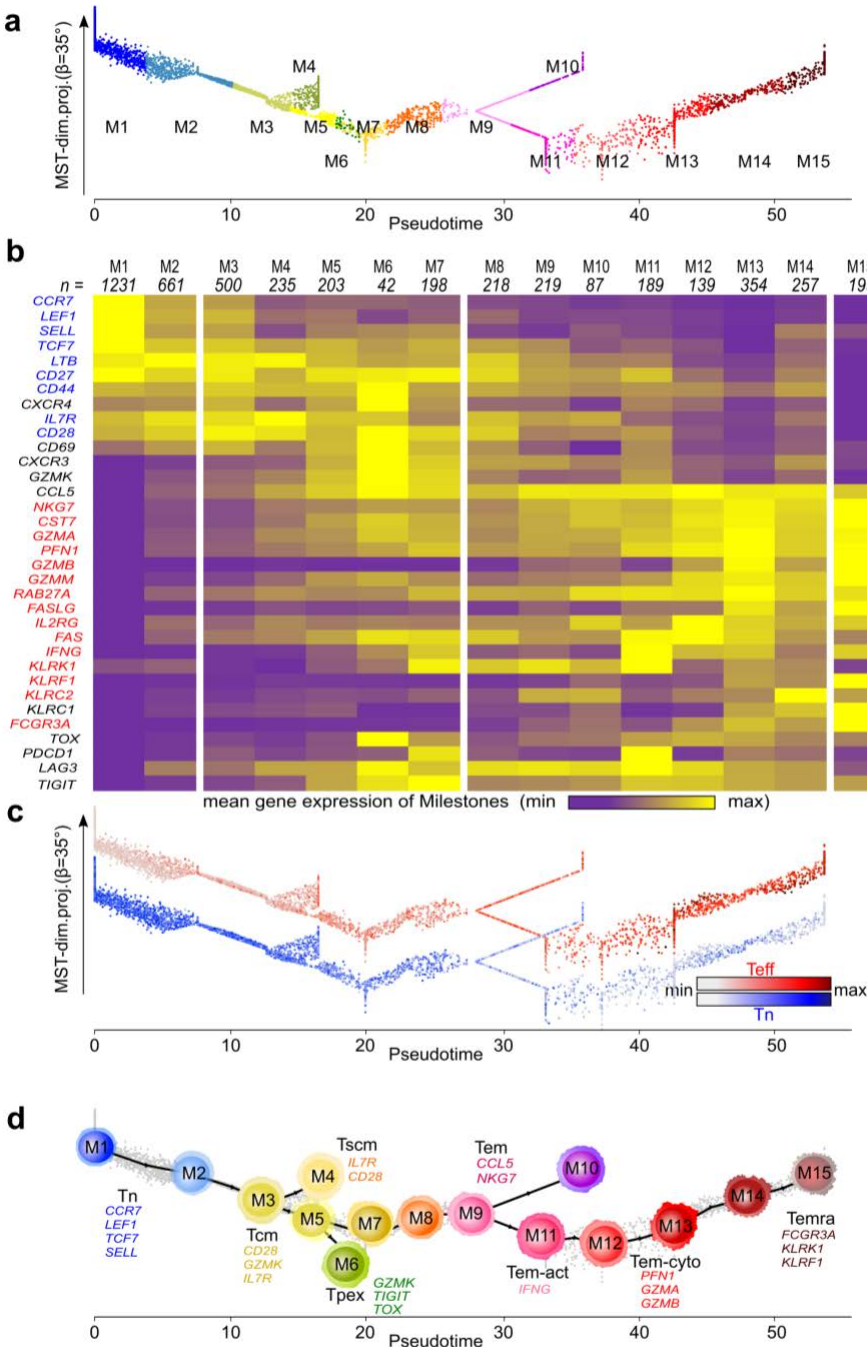 a
MST-dim.proj.(β=35°)
M1
M2
M3
M4
M5
M6
M7
M8
M9
M10
M11
M12
M13
M14
M15
0
10
20
30
40
50
Pseudotime
b
M1 M2 M3 M4 M5 M6 M7 M8 M9 M10 M11 M12 M13 M14 M1
n = 1231 661 500 235 203 42 198 218 219 87 189 139 354 257 19
CCR7
LEF1
SELL
TCF7
LTB
CD27
CD44
CXCR4
IL7R
CD28
CD69
CXCR3
GZMK
CCL5
NKG7
CST7
GZMA
PFN1
GZMB
GZMM
RAB27A
FASLG
IL2RG
FAS
IFNG
KLRK1
KLRF1
KLRC2
KLRC1
FCGR3A
TOX
PDCD1
LAG3
TIGIT
mean gene expression of Milestones (min max)
c
MST-dim.proj.(β=35°)
Teff
min max
Tn
0
10
20
30
40
50
Pseudotime
d
M1
M2
M3
M4
M5
M6
M7
M8
M9
M10
M11
M12
M13
M14
M15
Tn
CCR7
LEF1
TCF7
SELL
Tcm
CD28
GZMK
IL7R
Tscm
IL7R
CD28
Tpex
GZMK
TIGIT
TOX
Tem
CCL5
NKG7
Tem-act
IFNG
Tem-cyto
PFN1
GZMA
GZMB
Temra
FCGR3A
KLRK1
KLRF1
0
10
20
30
40
50
Pseudotime